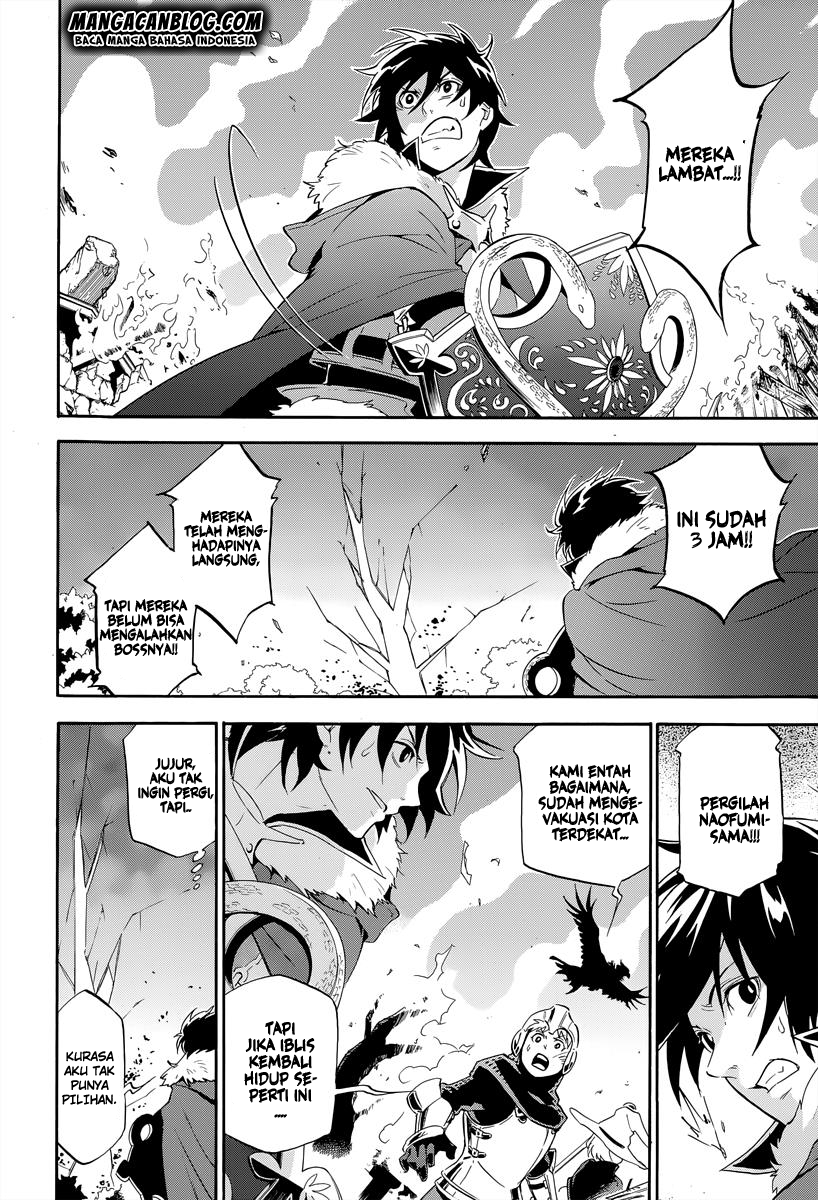 MANGACANBLOG.COM
BACA MANGA BAHASA INDONESIA
MEREKA
LAMBAT...!!
INI SUDAH
3 JAM!!
MEREKA
TELAH MENG-
HADAPINYA
LANGSUNG,
TAPI MEREKA
BELUM BISA
MENGALAHKAN
BOSSNYA!!
PERGILAH
NAOFUMI-
SAMA!!!
KAMI ENTAH
BAGAIMANA,
SUDAH MENGE-
VAKUASI KOTA
TERDEKAT...
TAPI
JIKA IBLIS
KEMBALI
HIDUP SE-
PERTI INI
....
JUJUR,
AKU TAK
INGIN PERGI,
TAPI..
KURASA
AKU TAK
PUNYA
PILIHAN.